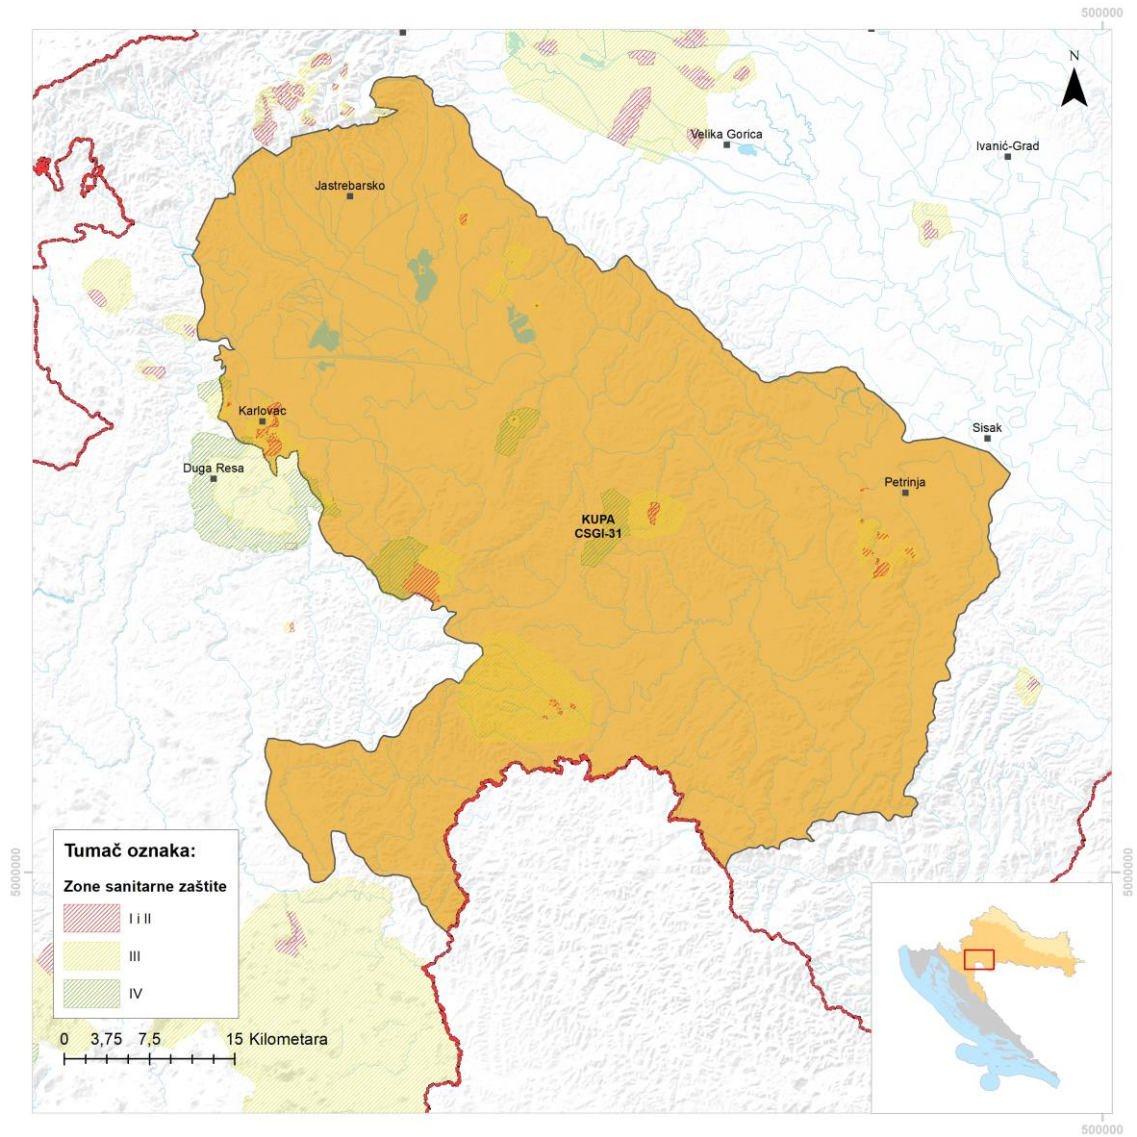 500000
N
Velika Gorica
Ivanić-Grad
Jastrebarsko
Karlovac
Sisak
Duga Resa
Petrinja
KUPA
CSGI-31
Tumač oznaka:
Zone sanitarne zaštite
I i II
III
IV
0 3,75 7,5 15 Kilometara
5000000
5000000
500000